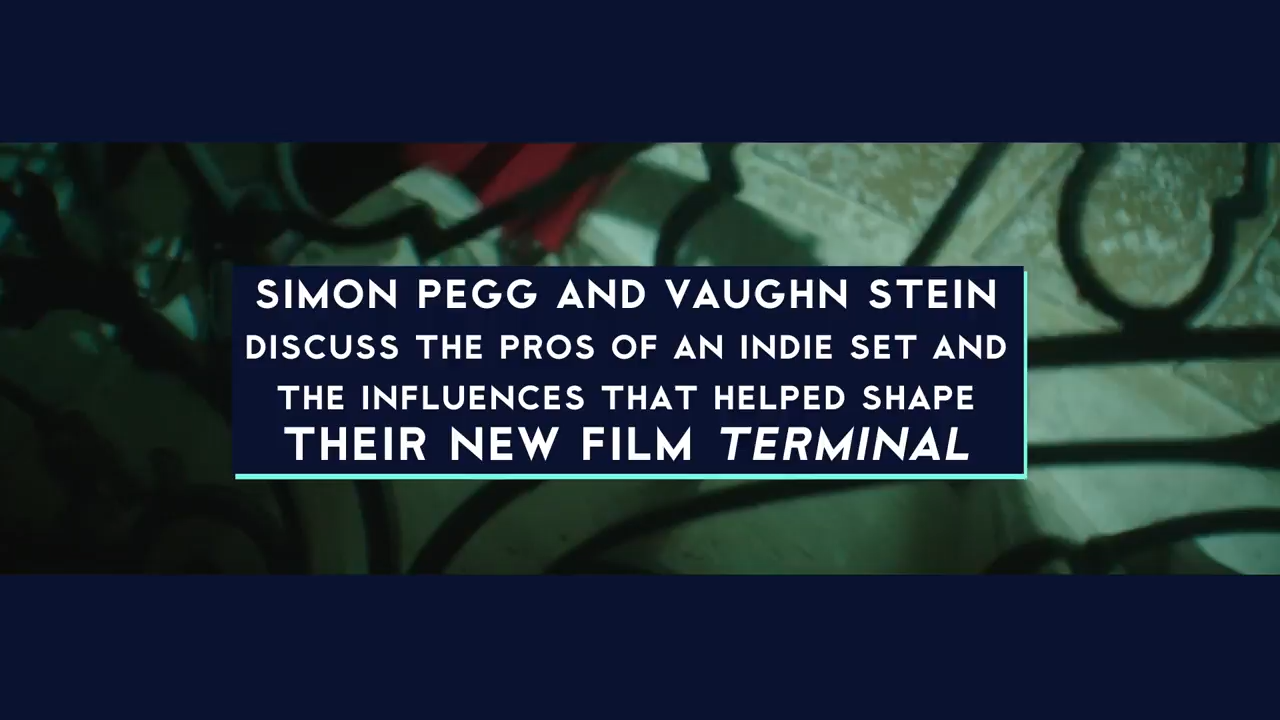 SIMON PEGG AND VAUGHN STEIN
DISCUSS THE PROS OF AN INDIE SET AND
THE INFLUENCES THAT HELPED SHAPE
THEIR NEW FILM TERMINAL